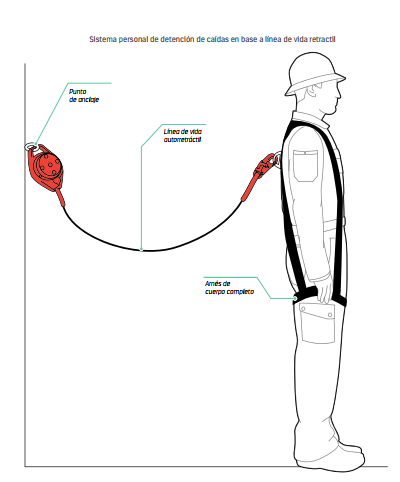 Sistema personal de detención de caídas en base a línea de vida retractil
Punto
de anclaje
Línea de vida
autorretráctil
Arnés de
cuerpo completo